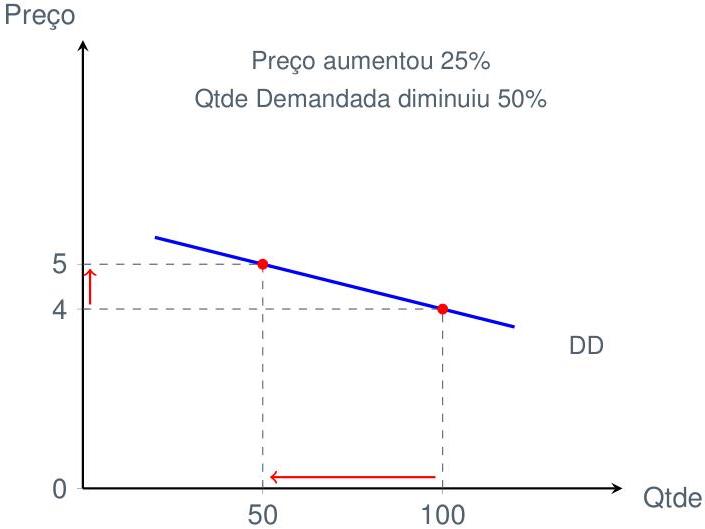 Preço
Preço aumentou 25%
Qtde Demandada diminuiu 50%
5
4
DD
0
50
100
Qtde